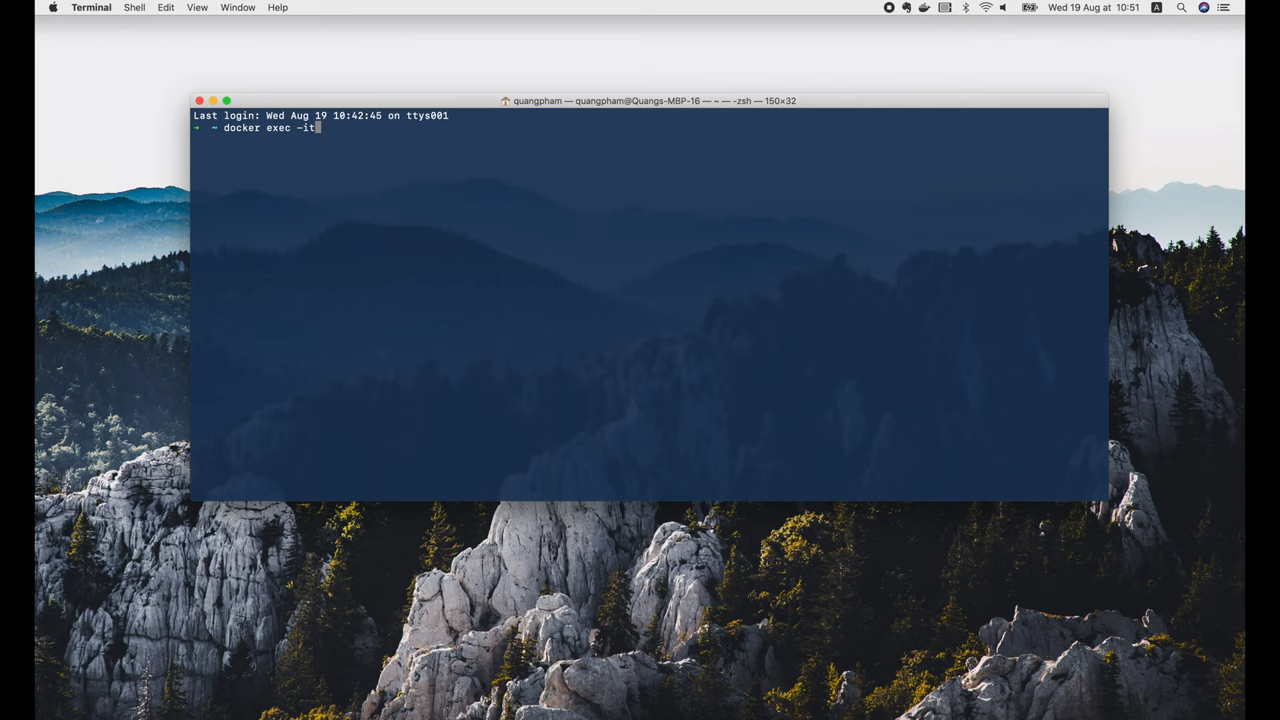 Terminal Shell Edit View Window Help Wed 19 Aug at 10:51 A
quangpham — quangpham@Quangs-MBP-16 — ~ — -zsh — 150×32
Last login: Wed Aug 19 10:42:45 on ttys001
➜ ~ docker exec -it